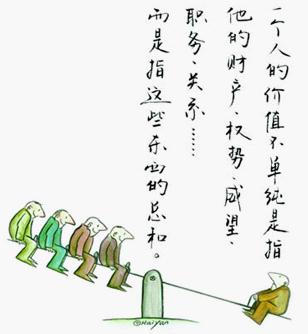 一个人的价值不单纯是指
他的财产、权势、威望、
职务、关系……
而是指这些东西的总和。
©Haiyan